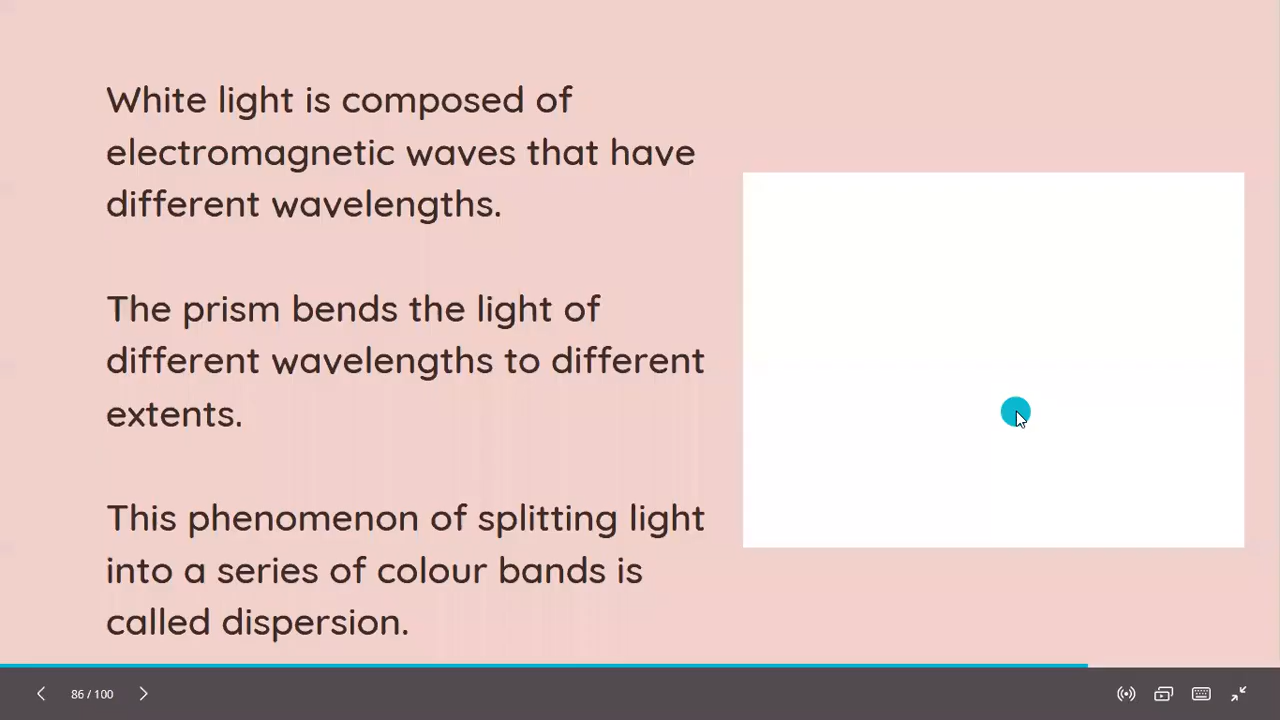 White light is composed of
electromagnetic waves that have
different wavelengths.
The prism bends the light of
different wavelengths to different
extents.
This phenomenon of splitting light
into a series of colour bands is
called dispersion.
86 / 100